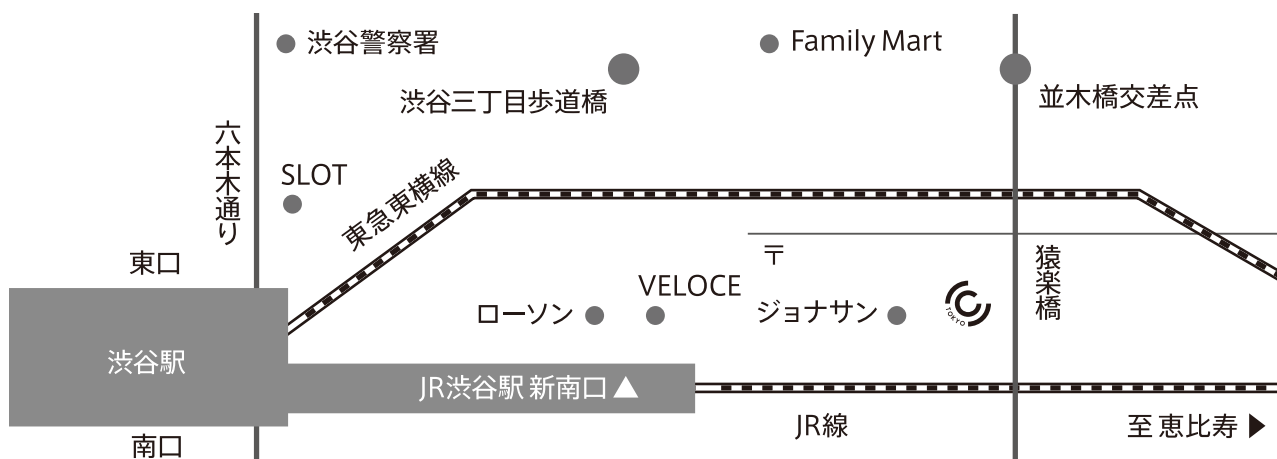 渋谷警察署
Family Mart
渋谷三丁目歩道橋
並木橋交差点
六本木通り
SLOT
東急東横線
東口
〒
猿楽橋
VELOCE
ローソン
ジョナサン
TOKYO
渋谷駅
JR渋谷駅 新南口 ▲
JR線
至 恵比寿 ▶
南口